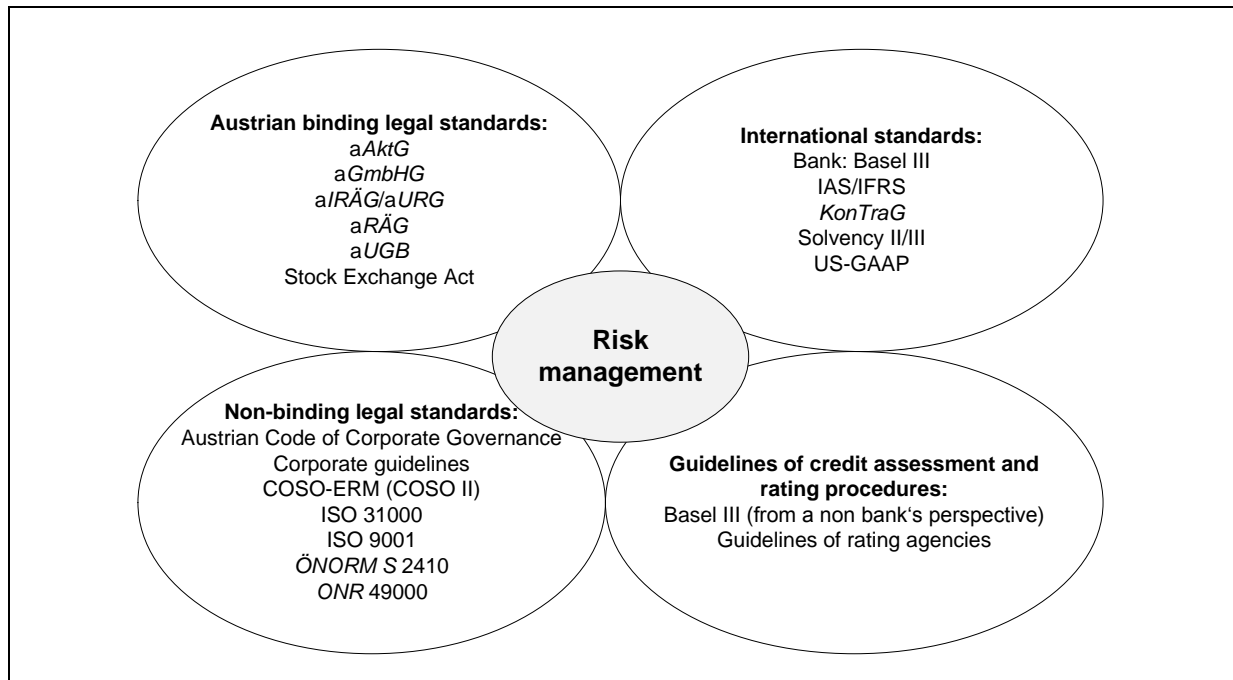 Austrian binding legal standards:
aAktG
aGmbHG
aIRÄG/aURG
aRÄG
aUGB
Stock Exchange Act
International standards:
Bank: Basel III
IAS/IFRS
KonTraG
Solvency II/III
US-GAAP
Risk
management
Non-binding legal standards:
Austrian Code of Corporate Governance
Corporate guidelines
COSO-ERM (COSO II)
ISO 31000
ISO 9001
ÖNORM S 2410
ONR 49000
Guidelines of credit assessment and
rating procedures:
Basel III (from a non bank‘s perspective)
Guidelines of rating agencies